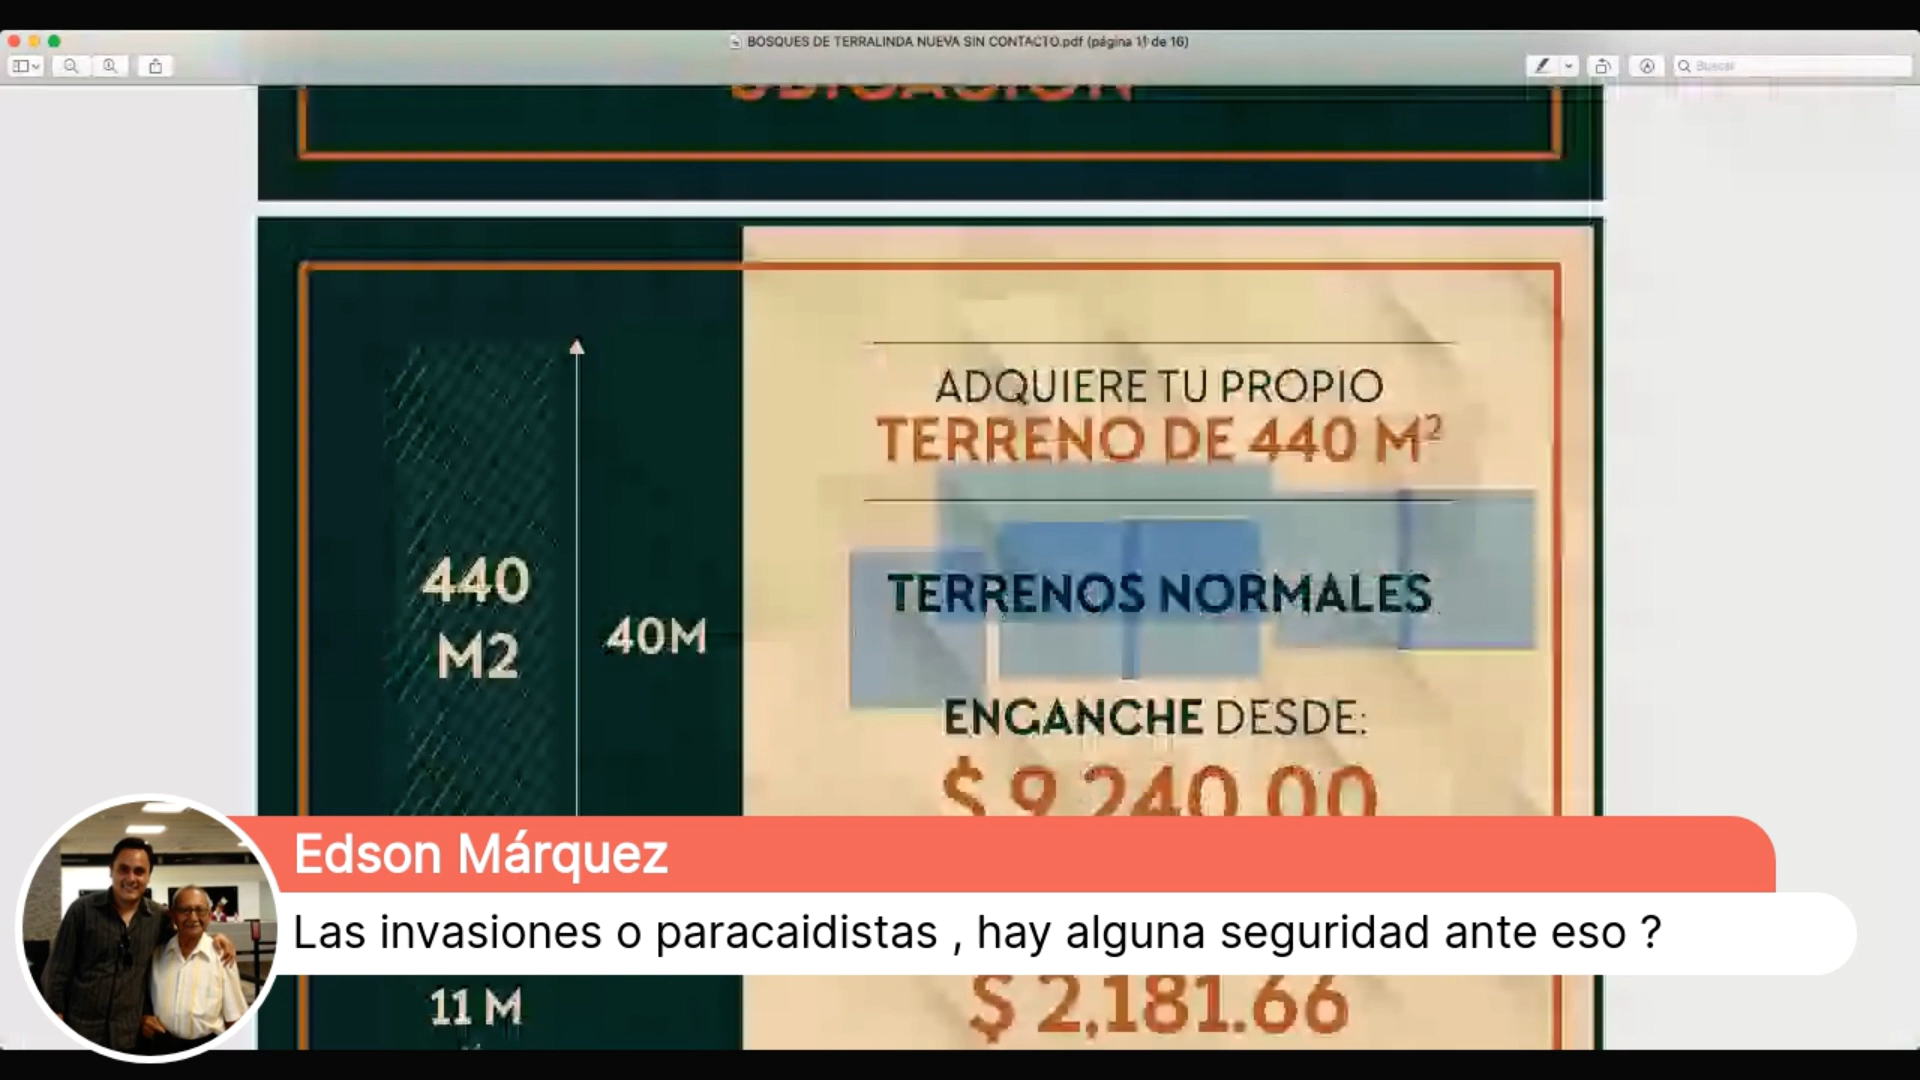 BOSQUES DE TERRALINDA NUEVA SIN CONTACTO.pdf (página 11 de 16)
Buscar
UBICACIÓN
ADQUIERE TU PROPIO
TERRENO DE 440 M²
TERRENOS NORMALES
440
M2
40M
ENGANCHE DESDE:
$ 9,240.00
Edson Márquez
Las invasiones o paracaidistas , hay alguna seguridad ante eso ?
11 M
$ 2,181.66